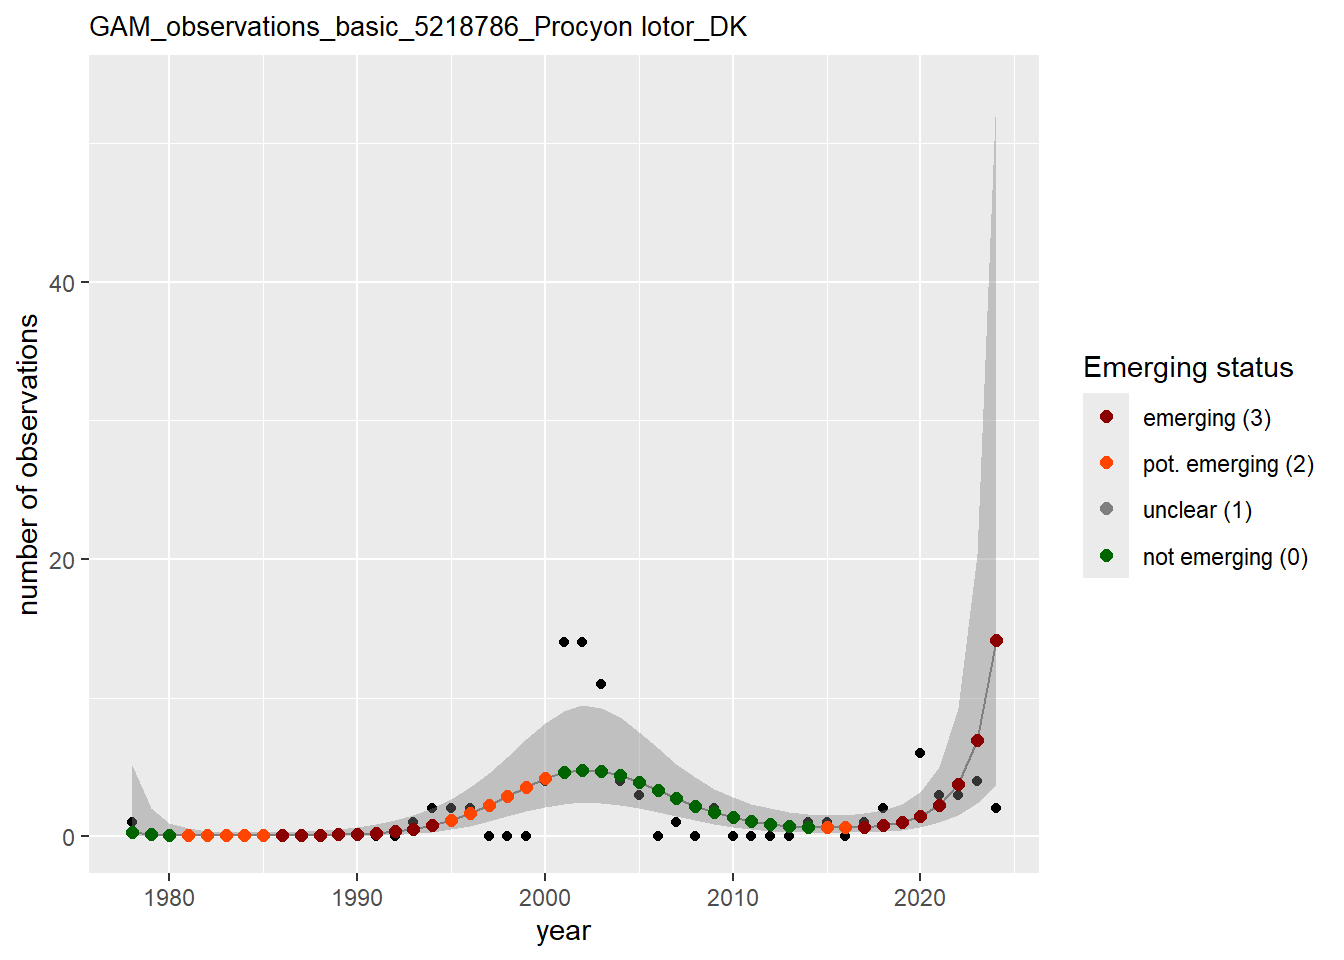 GAM_observations_basic_5218786_Procyon lotor_DK
number of observations
40
20
0
1980
1990
2000
2010
2020
year
Emerging status
emerging (3)
pot. emerging (2)
unclear (1)
not emerging (0)